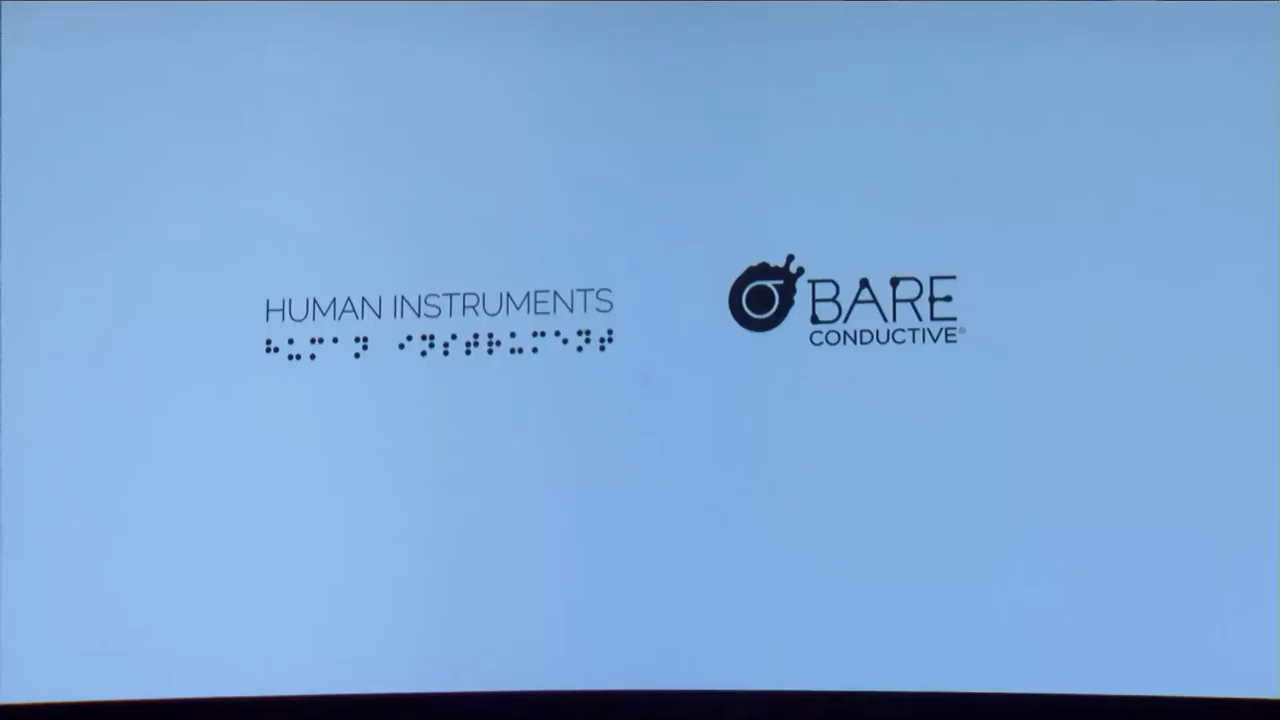 HUMAN INSTRUMENTS
⠓⠥⠍⠁⠝ ⠊⠝⠎⠞⠗⠥⠍⠑⠝⠞
BARE
CONDUCTIVE®